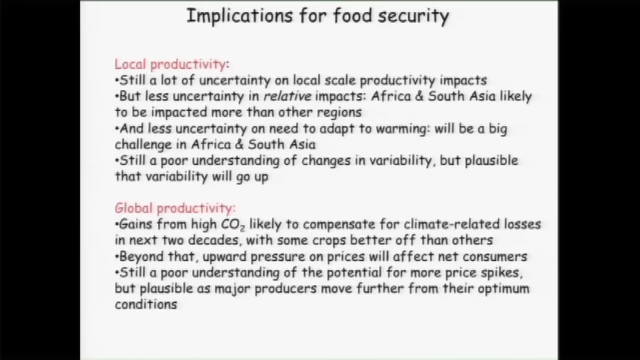 Implications for food security
Local productivity:
•Still a lot of uncertainty on local scale productivity impacts
•But less uncertainty in relative impacts: Africa & South Asia likely
to be impacted more than other regions
•And less uncertainty on need to adapt to warming: will be a big
challenge in Africa & South Asia
•Still a poor understanding of changes in variability, but plausible
that variability will go up
Global productivity:
•Gains from high CO₂ likely to compensate for climate-related losses
in next two decades, with some crops better off than others
•Beyond that, upward pressure on prices will affect net consumers
•Still a poor understanding of the potential for more price spikes,
but plausible as major producers move further from their optimum
conditions